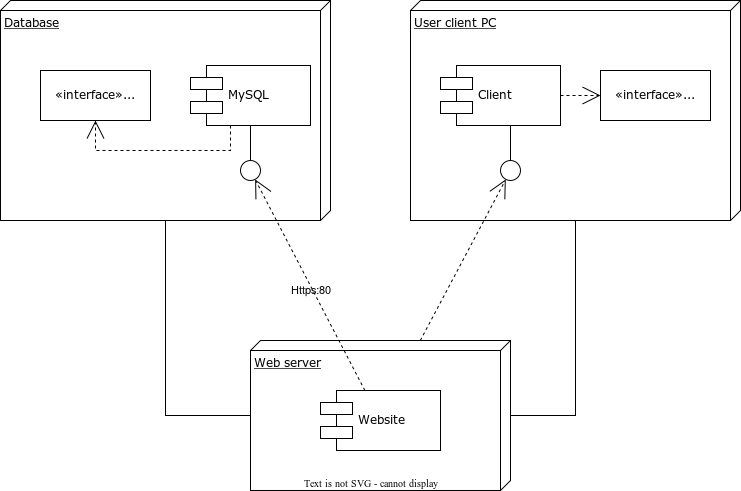 Database
User client PC
«interface»...
MySQL
Client
«interface»...
Https:80
Web server
Website
Text is not SVG - cannot display